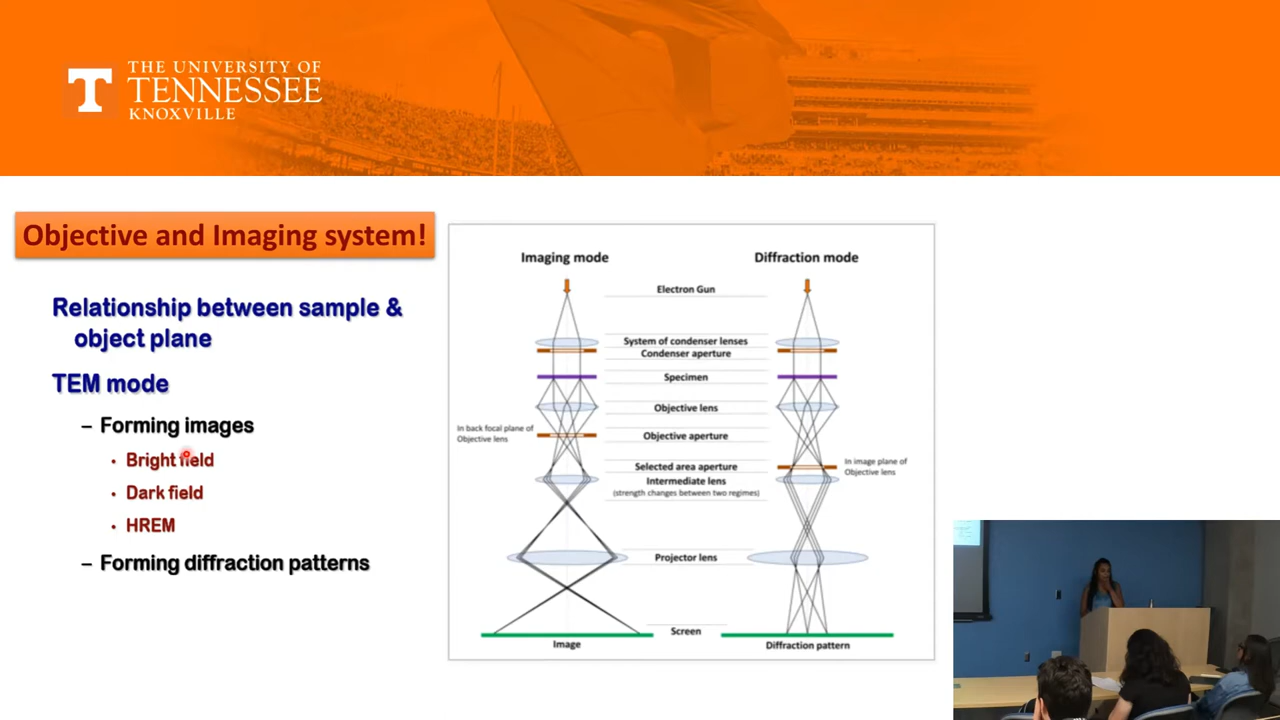 THE UNIVERSITY OF
TENNESSEE
KNOXVILLE
Objective and Imaging system!
Relationship between sample &
object plane
TEM mode
– Forming images
• Bright field
• Dark field
• HREM
– Forming diffraction patterns
Imaging mode
Diffraction mode
Electron Gun
System of condenser lenses
Condenser aperture
Specimen
Objective lens
In back focal plane of
Objective lens
Objective aperture
Selected area aperture
In image plane of
Objective lens
Intermediate lens
(strength changes between two regimes)
Projector lens
Screen
Image
Diffraction pattern